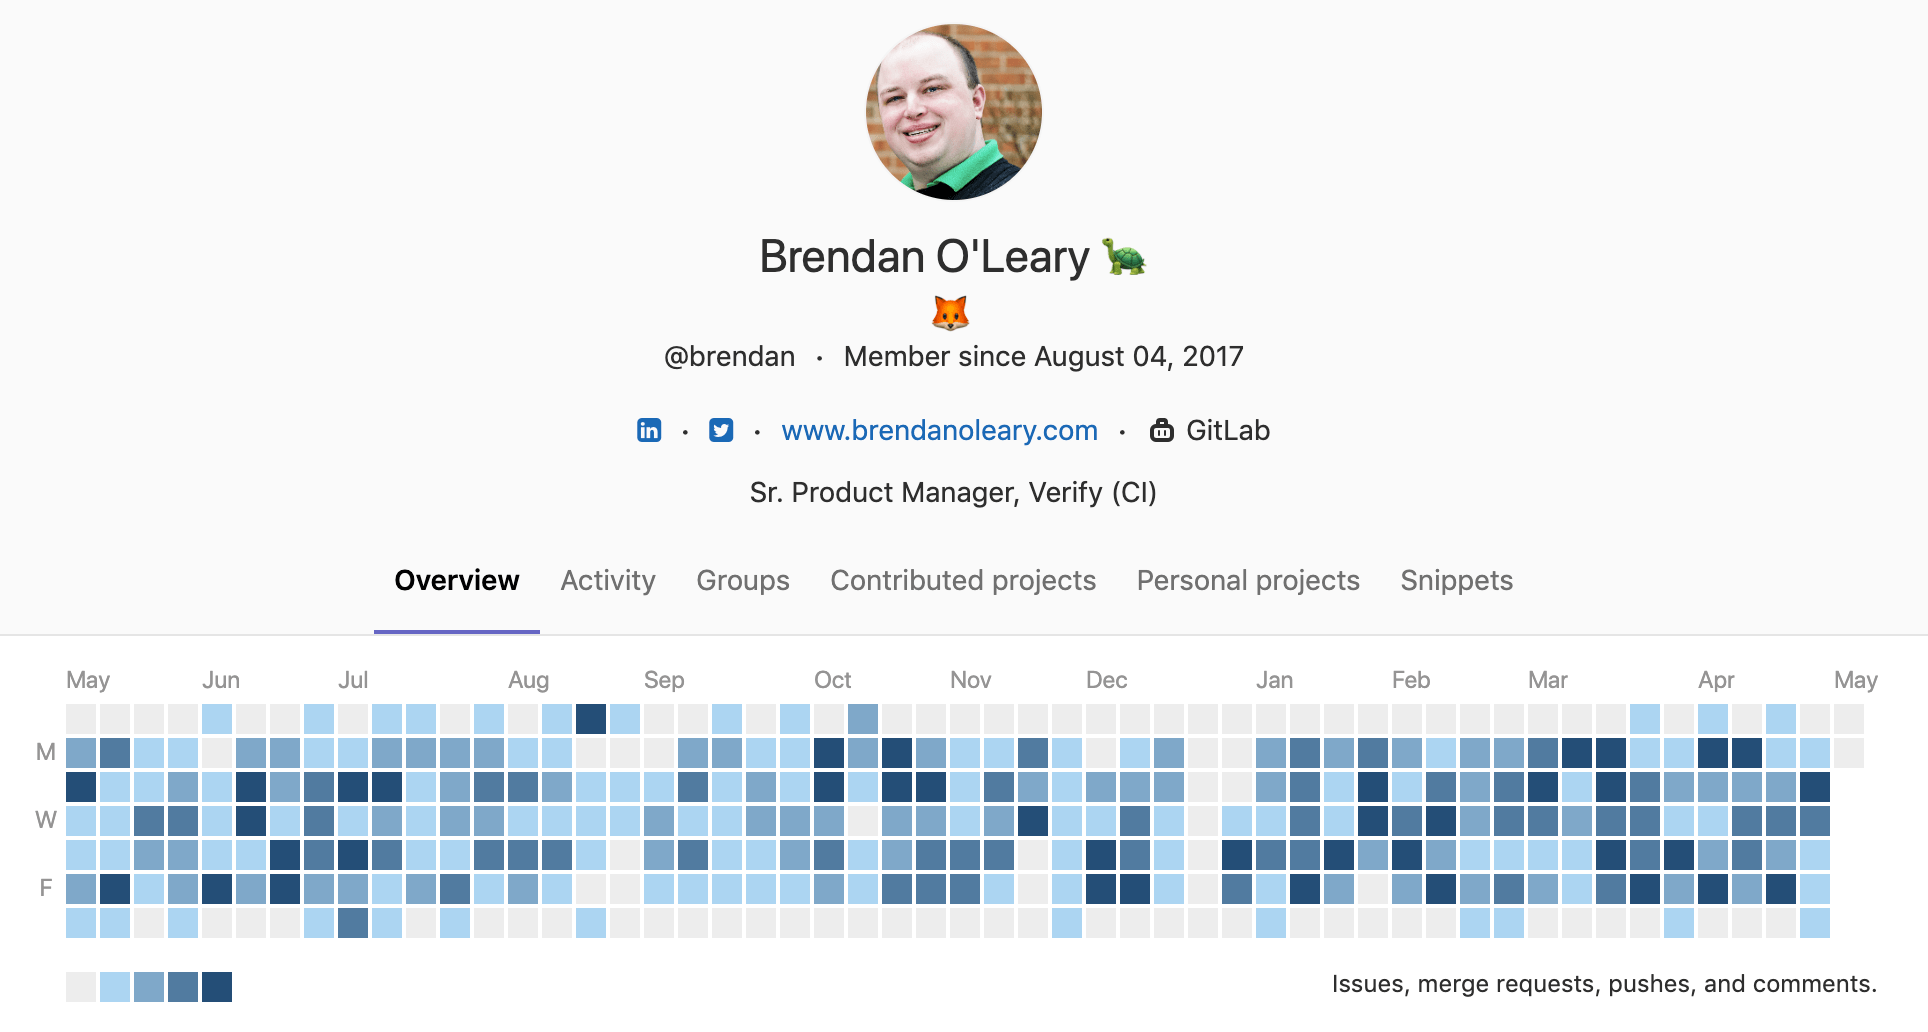 Brendan O'Leary 🐢
🦊
@brendan · Member since August 04, 2017
in · · www.brendanoleary.com · GitLab
Sr. Product Manager, Verify (CI)
Overview Activity Groups Contributed projects Personal projects Snippets
May Jun Jul Aug Sep Oct Nov Dec Jan Feb Mar Apr May
M
W
F
Issues, merge requests, pushes, and comments.